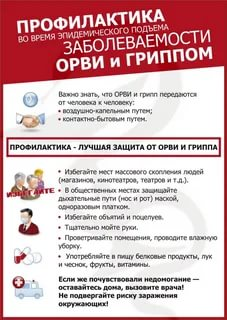 ПРОФИЛАКТИКА
ВО ВРЕМЯ ЭПИДЕМИЧЕСКОГО ПОДЪЕМА
ЗАБОЛЕВАЕМОСТИ
ОРВИ и ГРИППОМ
Важно знать, что ОРВИ и грипп передаются
от человека к человеку:
• воздушно-капельным путем;
• контактно-бытовым путем.
ПРОФИЛАКТИКА - ЛУЧШАЯ ЗАЩИТА ОТ ОРВИ И ГРИППА
ИЗБЕГАЙТЕ
• Избегайте мест массового скопления людей
(магазинов, кинотеатров, театров и т.д.).
• В общественных местах защищайте
дыхательные пути (нос и рот) маской,
одноразовым платком.
• Избегайте объятий и поцелуев.
• Тщательно мойте руки.
• Проветривайте помещения, проводите влажную
уборку.
• Употребляйте в пищу белковые продукты, лук
и чеснок, фрукты, витамины.
Если же почувствовали недомогание —
оставайтесь дома, вызовите врача!
Не подвергайте риску заражения
окружающих!